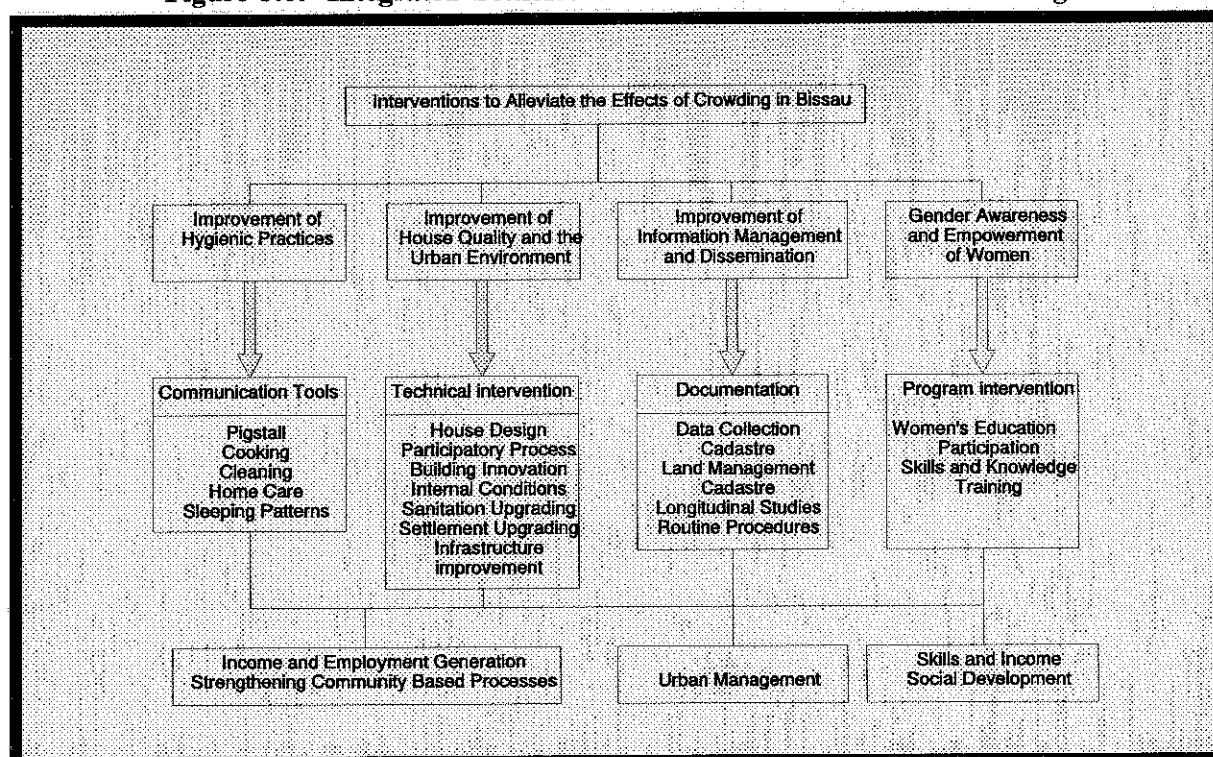 Interventions to Alleviate the Effects of Crowding in Bissau
Improvement of
Hygienic Practices
Improvement of
House Quality and the
Urban Environment
Improvement of
Information Management
and Dissemination
Gender Awareness
and Empowerment
of Women
Communication Tools
Pigstall
Cooking
Cleaning
Home Care
Sleeping Patterns
Technical intervention
House Design
Participatory Process
Building Innovation
Internal Conditions
Sanitation Upgrading
Settlement Upgrading
Infrastructure
improvement
Documentation
Data Collection
Cadastre
Land Management
Cadastre
Longitudinal Studies
Routine Procedures
Program intervention
Women's Education
Participation
Skills and Knowledge
Training
Income and Employment Generation
Strengthening Community Based Processes
Urban Management
Skills and Income
Social Development